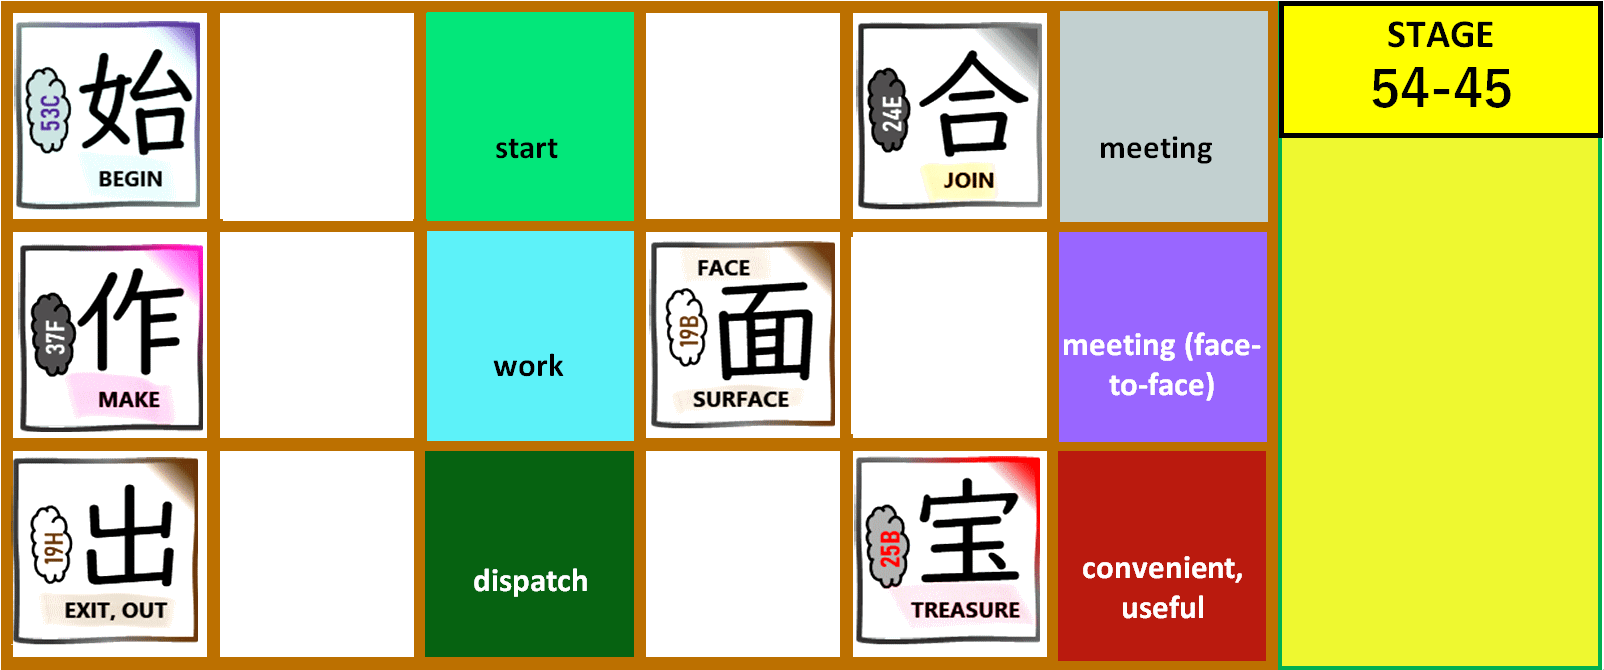 53C
始
BEGIN
start
24E
合
JOIN
meeting
STAGE
54-45
37F
作
MAKE
work
FACE
19B
面
SURFACE
meeting (face-
to-face)
19H
出
EXIT, OUT
dispatch
25B
宝
TREASURE
convenient,
useful